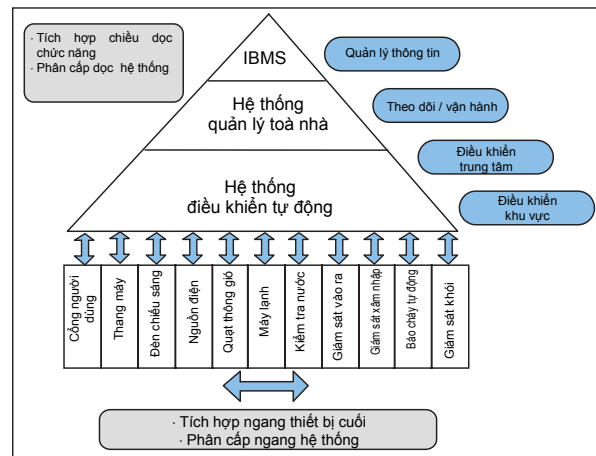 · Tích hợp chiều dọc
chức năng
· Phân cấp dọc hệ thống
IBMS
Quản lý thông tin
Hệ thống
quản lý toà nhà
Theo dõi / vận hành
Điều khiển
trung tâm
Hệ thống
điều khiển tự động
Điều khiển
khu vực
Cổng người
dùng
Thang máy
Đèn chiếu sáng
Nguồn điện
Quạt thông gió
Máy lạnh
Kiểm tra nước
Giám sát vào ra
Giám sát xâm nhập
Báo cháy tự động
Giám sát khói
· Tích hợp ngang thiết bị cuối
· Phân cấp ngang hệ thống